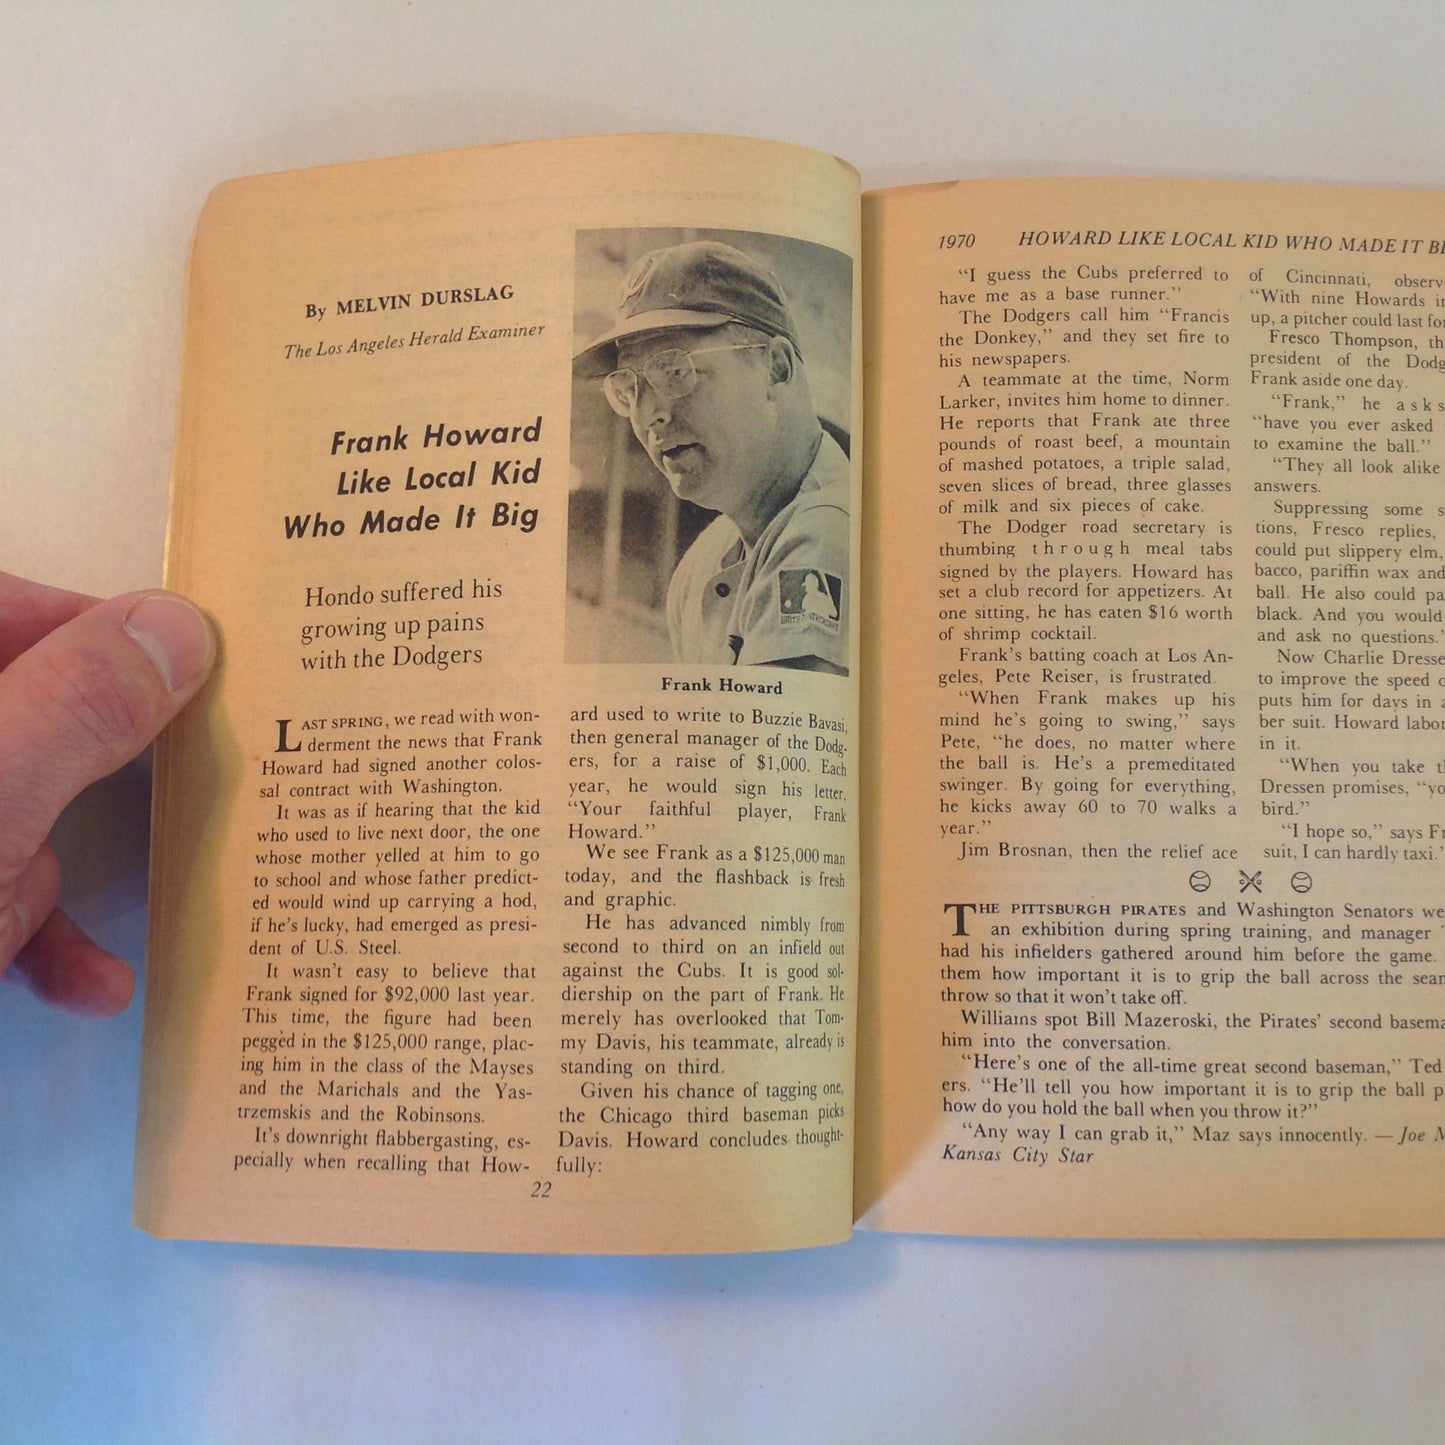 By MELVIN DURSLAG
The Los Angeles Herald Examiner
Frank Howard
Like Local Kid
Who Made It Big
Hondo suffered his
growing up pains
with the Dodgers
Frank Howard
LAST SPRING, we read with won-
derment the news that Frank
Howard had signed another colos-
sal contract with Washington.
It was as if hearing that the kid
who used to live next door, the one
whose mother yelled at him to go
to school and whose father predict-
ed would wind up carrying a hod,
if he's lucky, had emerged as presi-
dent of U.S. Steel.
It wasn't easy to believe that
Frank signed for $92,000 last year.
This time, the figure had been
pegged in the $125,000 range, plac-
ing him in the class of the Mayses
and the Marichals and the Yas-
trzemskis and the Robinsons.
It's downright flabbergasting, es-
pecially when recalling that How-
ard used to write to Buzzie Bavasi,
then general manager of the Dodg-
ers, for a raise of $1,000. Each
year, he would sign his letter,
"Your faithful player, Frank
Howard."
We see Frank as a $125,000 man
today, and the flashback is fresh
and graphic.
He has advanced nimbly from
second to third on an infield out
against the Cubs. It is good sol-
diership on the part of Frank. He
merely has overlooked that Tom-
my Davis, his teammate, already is
standing on third.
Given his chance of tagging one,
the Chicago third baseman picks
Davis. Howard concludes thought-
fully:
22
1970 HOWARD LIKE LOCAL KID WHO MADE IT
"I guess the Cubs preferred to
have me as a base runner."
The Dodgers call him "Francis
the Donkey," and they set fire to
his newspapers.
A teammate at the time, Norm
Larker, invites him home to dinner.
He reports that Frank ate three
pounds of roast beef, a mountain
of mashed potatoes, a triple salad,
seven slices of bread, three glasses
of milk and six pieces of cake.
The Dodger road secretary is
thumbing through meal tabs
signed by the players. Howard has
set a club record for appetizers. At
one sitting, he has eaten $16 worth
of shrimp cocktail.
Frank's batting coach at Los An-
geles, Pete Reiser, is frustrated.
"When Frank makes up his
mind he's going to swing," says
Pete, "he does, no matter where
the ball is. He's a premeditated
swinger. By going for everything,
he kicks away 60 to 70 walks a
year."
Jim Brosnan, then the relief ace
of Cincinnati,
"With nine Howards
up, a pitcher could last
Fresco Thompson,
president of the
Frank aside one day.
"Frank," he
"have you ever asked
to examine the ball."
"They all look alike
answers.
Suppressing some
tions, Fresco replies,
could put slippery elm,
bacco, pariffin wax and
ball. He also could
black. And you would
and ask no questions."
Now Charlie
to improve the speed
puts him for days in
ber suit. Howard
in it.
"When you take
Dressen promises,
bird."
"I hope so," says
suit, I can hardly taxi."
THE PITTSBURGH PIRATES and Washington Senators
an exhibition during spring training, and manager
had his infielders gathered around him before the game.
them how important it is to grip the ball across the
throw so that it won't take off.
Williams spot Bill Mazeroski, the Pirates' second
him into the conversation.
"Here's one of the all-time great second baseman," Ted
ers. "He'll tell you how important it is to grip the ball
how do you hold the ball when you throw it?"
"Any way I can grab it," Maz says innocently. — Joe
Kansas City Star